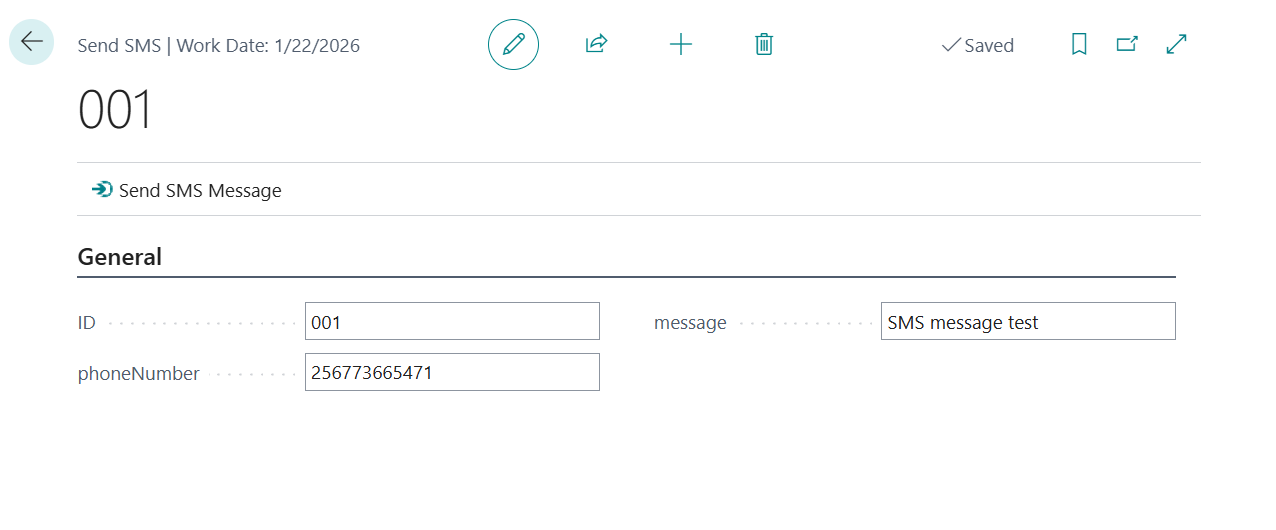 Send SMS | Work Date: 1/22/2026
Saved
001
Send SMS Message
General
ID 001
message SMS message test
phoneNumber 256773665471